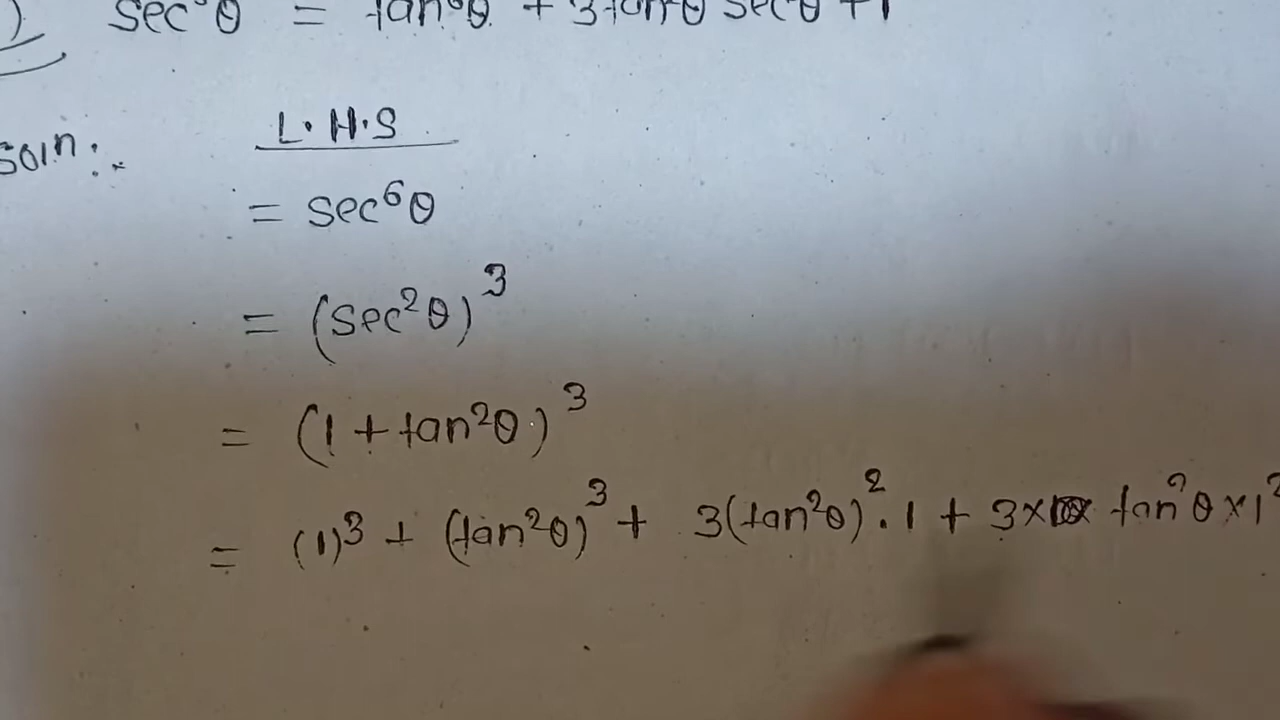 ) sec⁶θ = tan⁶θ + 3tan²θ sec²θ + 1
Soln:.
L.H.S
= sec⁶θ
= (sec²θ)³
= (1 + tan²θ)³
= (1)³ + (tan²θ)³ + 3(tan²θ)².1 + 3× tan²θ×1²